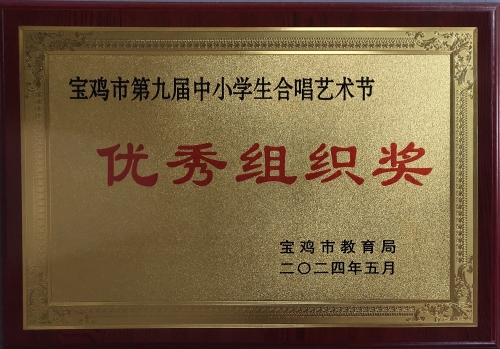 宝鸡市第九届中小学生合唱艺术节
优秀组织奖
宝鸡市教育局
二〇二四年五月